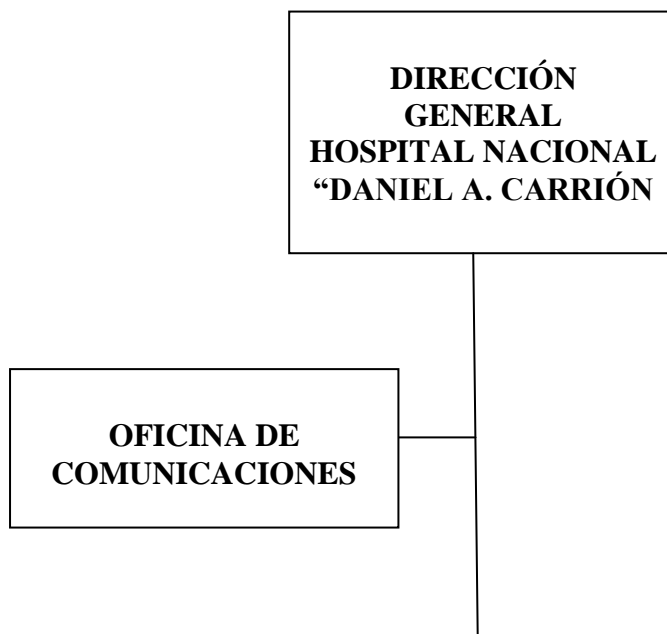 DIRECCIÓN
GENERAL
HOSPITAL NACIONAL
“DANIEL A. CARRIÓN
OFICINA DE
COMUNICACIONES